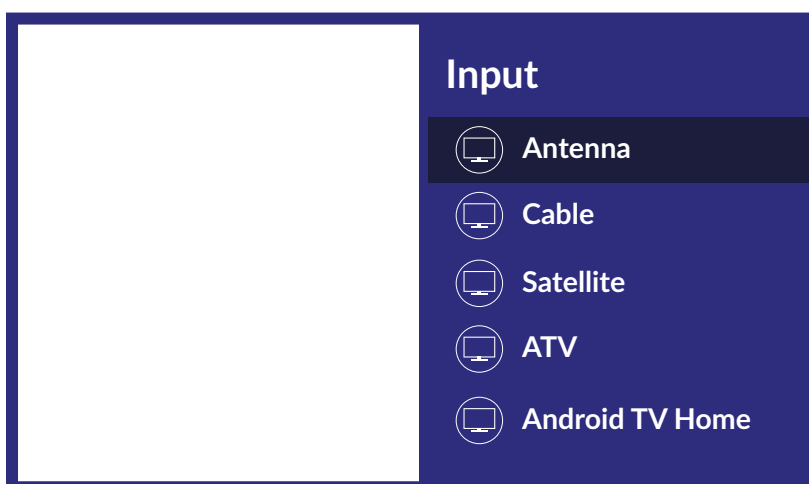 Input
Antenna
Cable
Satellite
ATV
Android TV Home